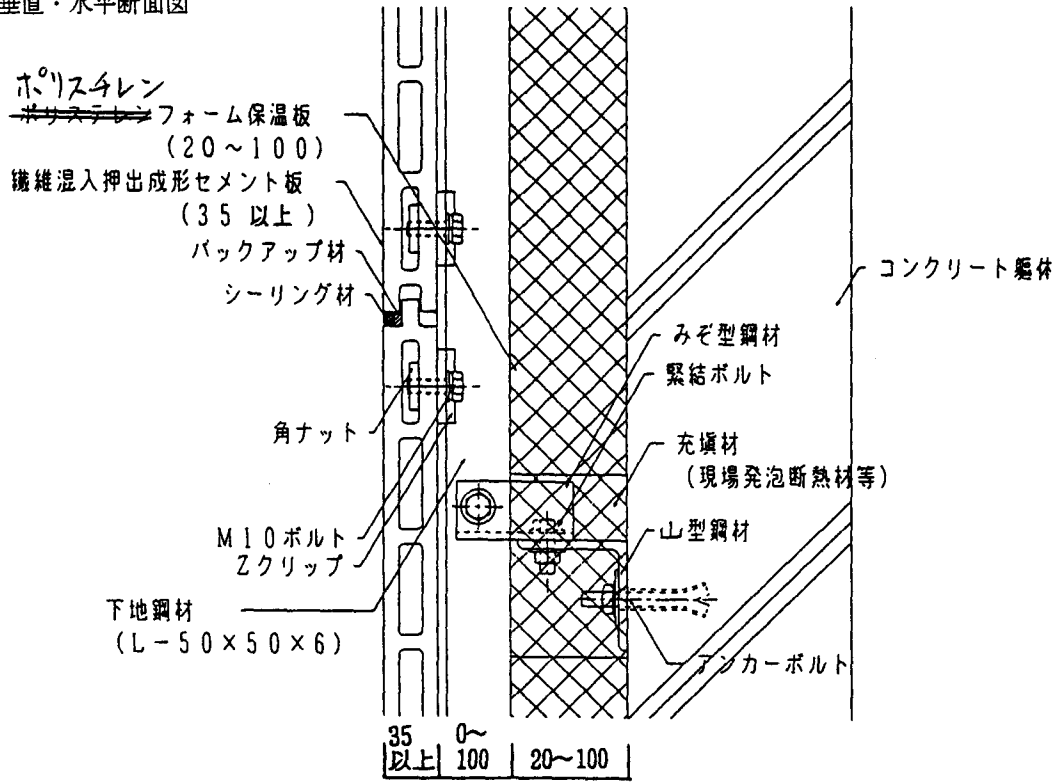 垂直・水平断面図
ポリスチレン
ポリステレンフォーム保温板
(20～100)
繊維混入押出成形セメント板
(35 以上)
バックアップ材
シーリング材
コンクリート躯体
みぞ型鋼材
緊結ボルト
角ナット
充塡材
(現場発泡断熱材等)
M10ボルト
Zクリップ
山型鋼材
下地鋼材
(L-50×50×6)
アンカーボルト
35
以上
0～
100
20～100